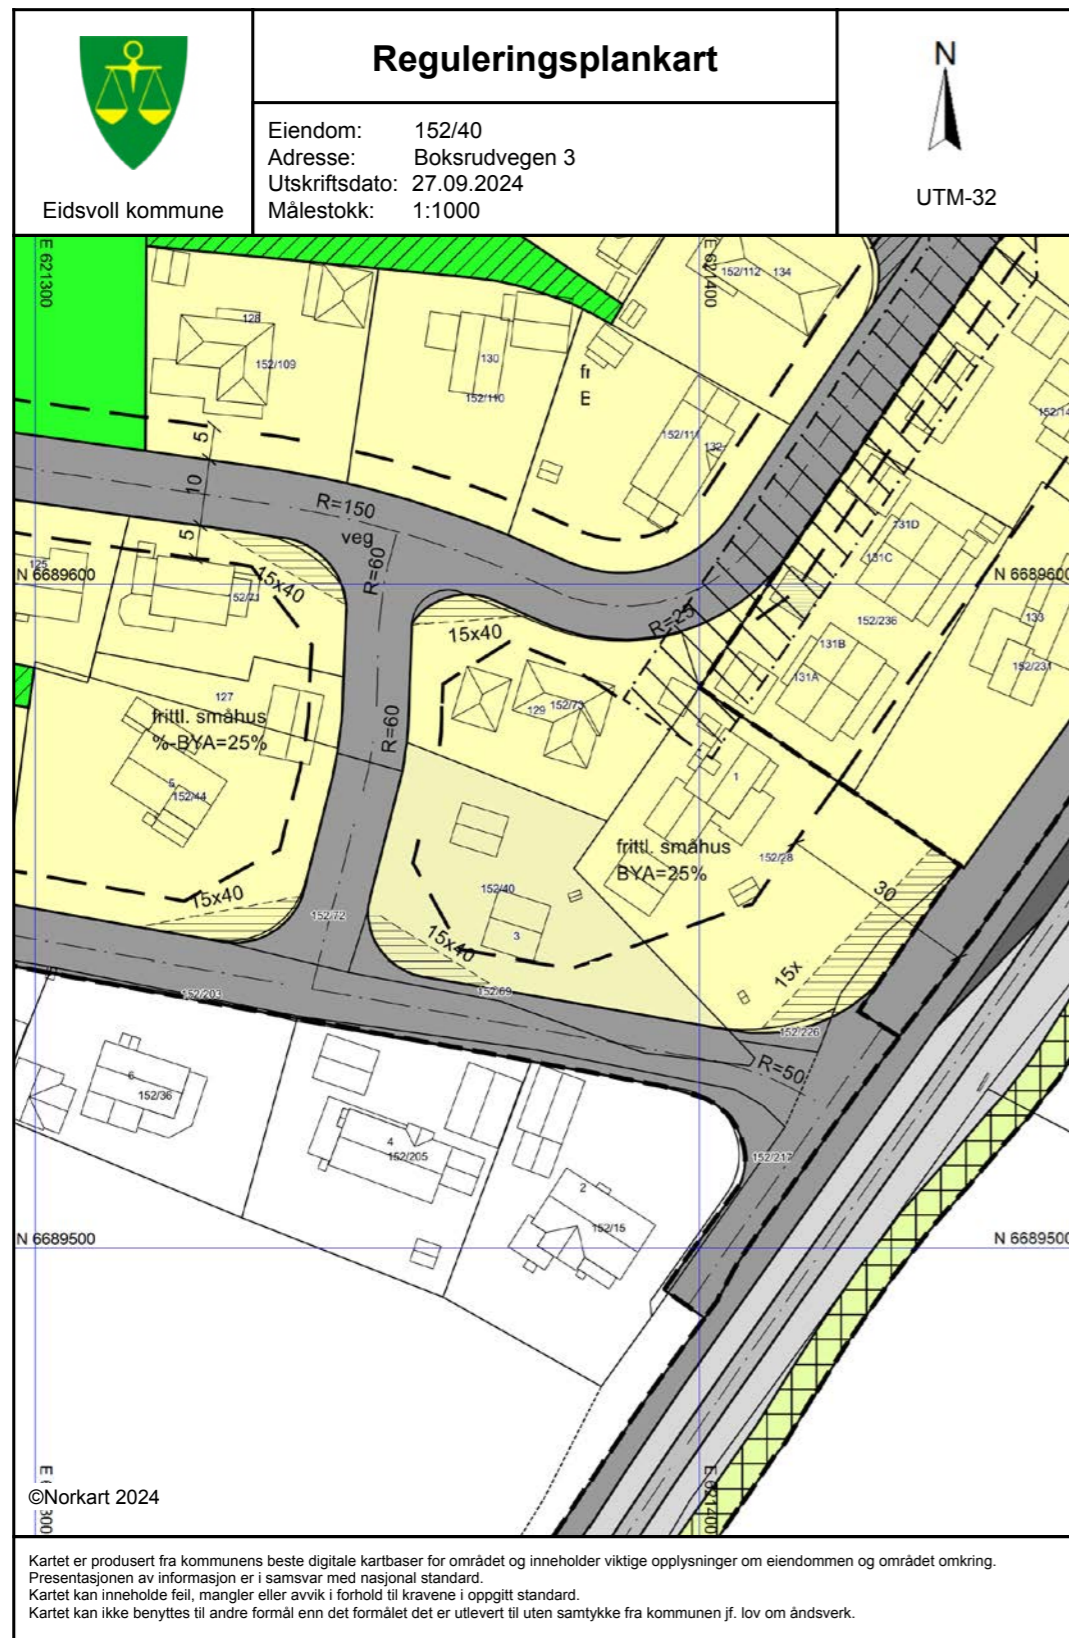 Reguleringsplankart
Eidsvoll kommune
Eiendom: 152/40
Adresse: Boksrudvegen 3
Utskriftsdato: 27.09.2024
Målestokk: 1:1000
N
UTM-32
E 621300
E 621400
152/112
134
128
152/109
130
152/110
152/111
132
152/14
5
10
5
R=150
veg
R=60
R=60
R=25
131D
131C
152/236
131B
131A
133
152/231
N 6689600
N 6689600
125
152/71
15x40
15x40
127
frittl. småhus
%-BYA=25%
5
152/44
15x40
129
152/73
1
frittl. småhus
BYA=25%
152/28
30
152/40
3
15x40
15x
152/72
152/69
152/203
152/226
R=50
152/217
6
152/36
4
152/205
2
152/15
N 6689500
N 6689500
E 621400
©Norkart 2024
Kartet er produsert fra kommunens beste digitale kartbaser for området og inneholder viktige opplysninger om eiendommen og området omkring.
Presentasjonen av informasjon er i samsvar med nasjonal standard.
Kartet kan inneholde feil, mangler eller avvik i forhold til kravene i oppgitt standard.
Kartet kan ikke benyttes til andre formål enn det formålet det er utlevert til uten samtykke fra kommunen jf. lov om åndsverk.